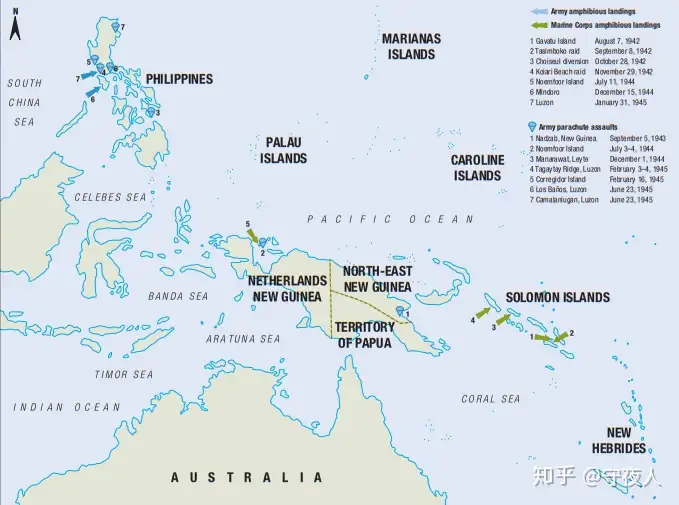 N
Army amphibious landings
Marine Corps amphibious landings
1 Gavatu Island August 7, 1942
2 Tasimboko raid September 8, 1942
3 Choiseul diversion October 28, 1942
4 Koiari Beach raid November 29, 1942
5 Noemfoor Island July 11, 1944
6 Mindoro December 15, 1944
7 Luzon January 31, 1945
Army parachute assaults
1 Nadzab, New Guinea September 5, 1943
2 Noemfoor Island July 3–4, 1944
3 Manarawat, Leyte December 1, 1944
4 Tagaytay Ridge, Luzon February 3–4, 1945
5 Corregidor Island February 16, 1945
6 Los Baños, Luzon June 23, 1945
7 Camalaniugan, Luzon June 23, 1945
MARIANAS
ISLANDS
7
5
4
6
7
6
3
PHILIPPINES
SOUTH
CHINA
SEA
PALAU
ISLANDS
CAROLINE
ISLANDS
CELEBES SEA
PACIFIC OCEAN
5
2
NETHERLANDS
NEW GUINEA
NORTH-EAST
NEW GUINEA
1
TERRITORY
OF PAPUA
SOLOMON ISLANDS
4
3
1
2
BANDA SEA
ARATUNA SEA
TIMOR SEA
INDIAN OCEAN
CORAL SEA
NEW
HEBRIDES
AUSTRALIA
知乎 @守夜人